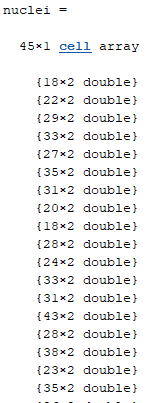 nuclei =
45×1 cell array
{18×2 double}
{22×2 double}
{29×2 double}
{33×2 double}
{27×2 double}
{35×2 double}
{31×2 double}
{20×2 double}
{18×2 double}
{28×2 double}
{24×2 double}
{33×2 double}
{31×2 double}
{43×2 double}
{28×2 double}
{38×2 double}
{23×2 double}
{35×2 double}